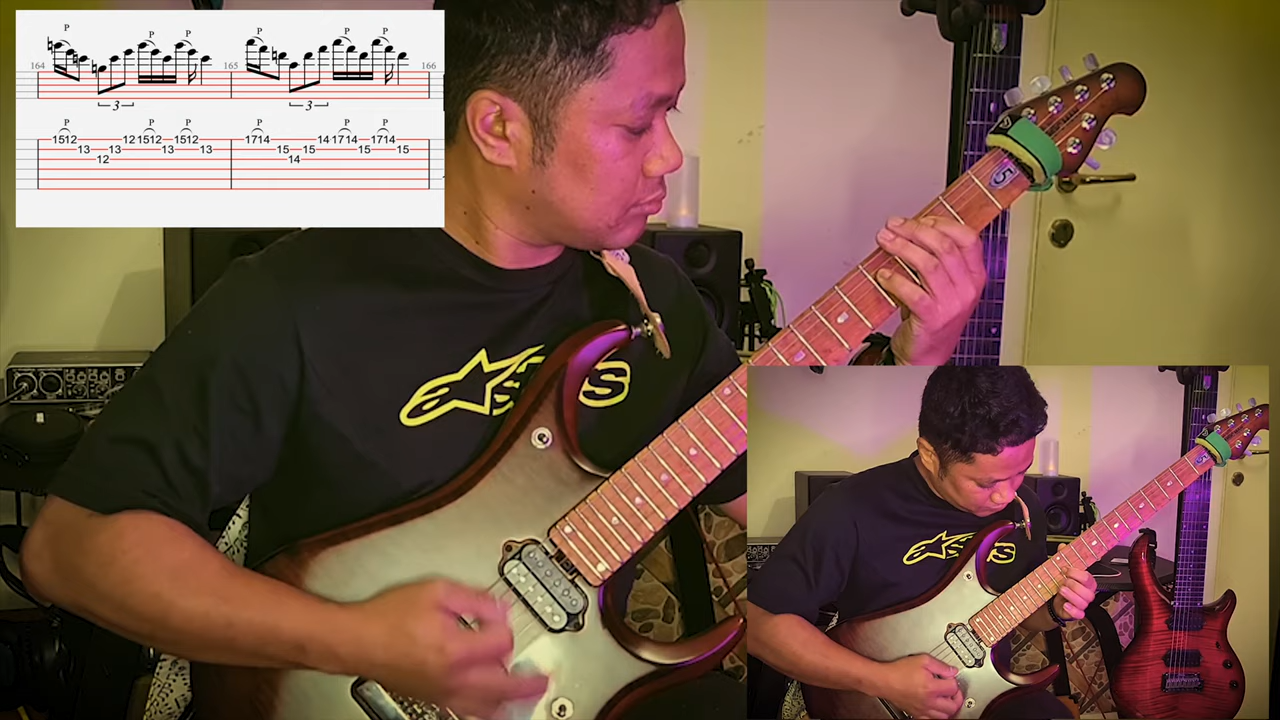 P P P P P P
164 165 166
3 3
P P P P P P
1512 12 1512 1512 1714 14 1714 1714
13 13 13 13 15 15 15 15
12 14
5